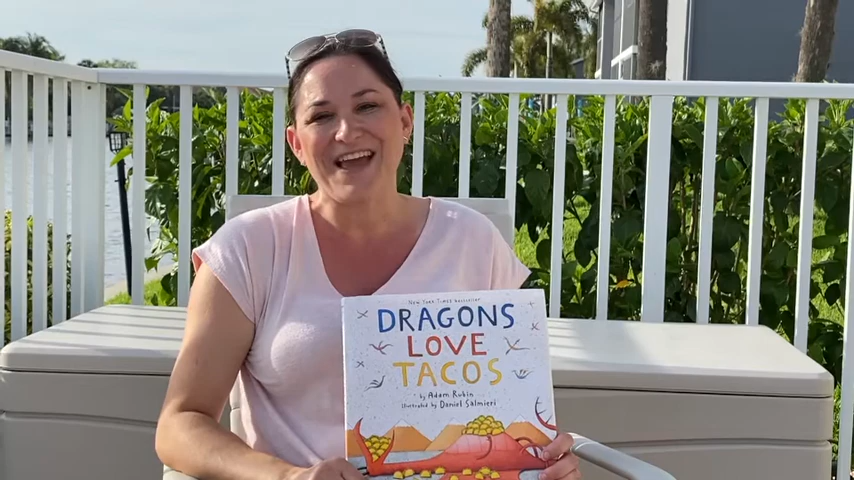 New York Times bestseller
DRAGONS
LOVE
TACOS
by Adam Rubin
illustrated by Daniel Salmieri